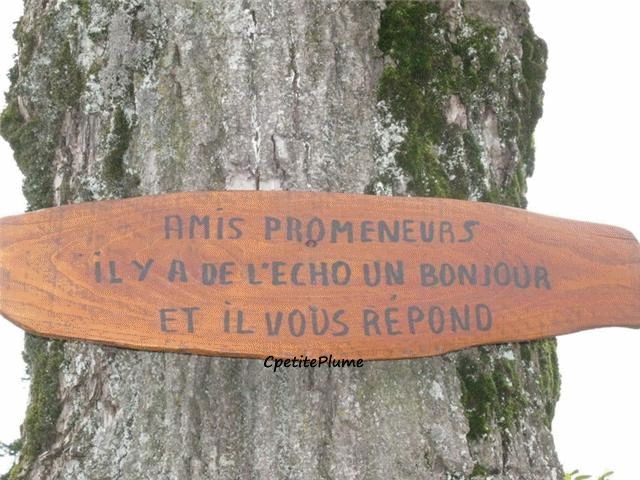 AMIS PROMENEURS
IL Y A DE L'ECHO UN BONJOUR
ET IL VOUS RÉPOND
CpetitePlume